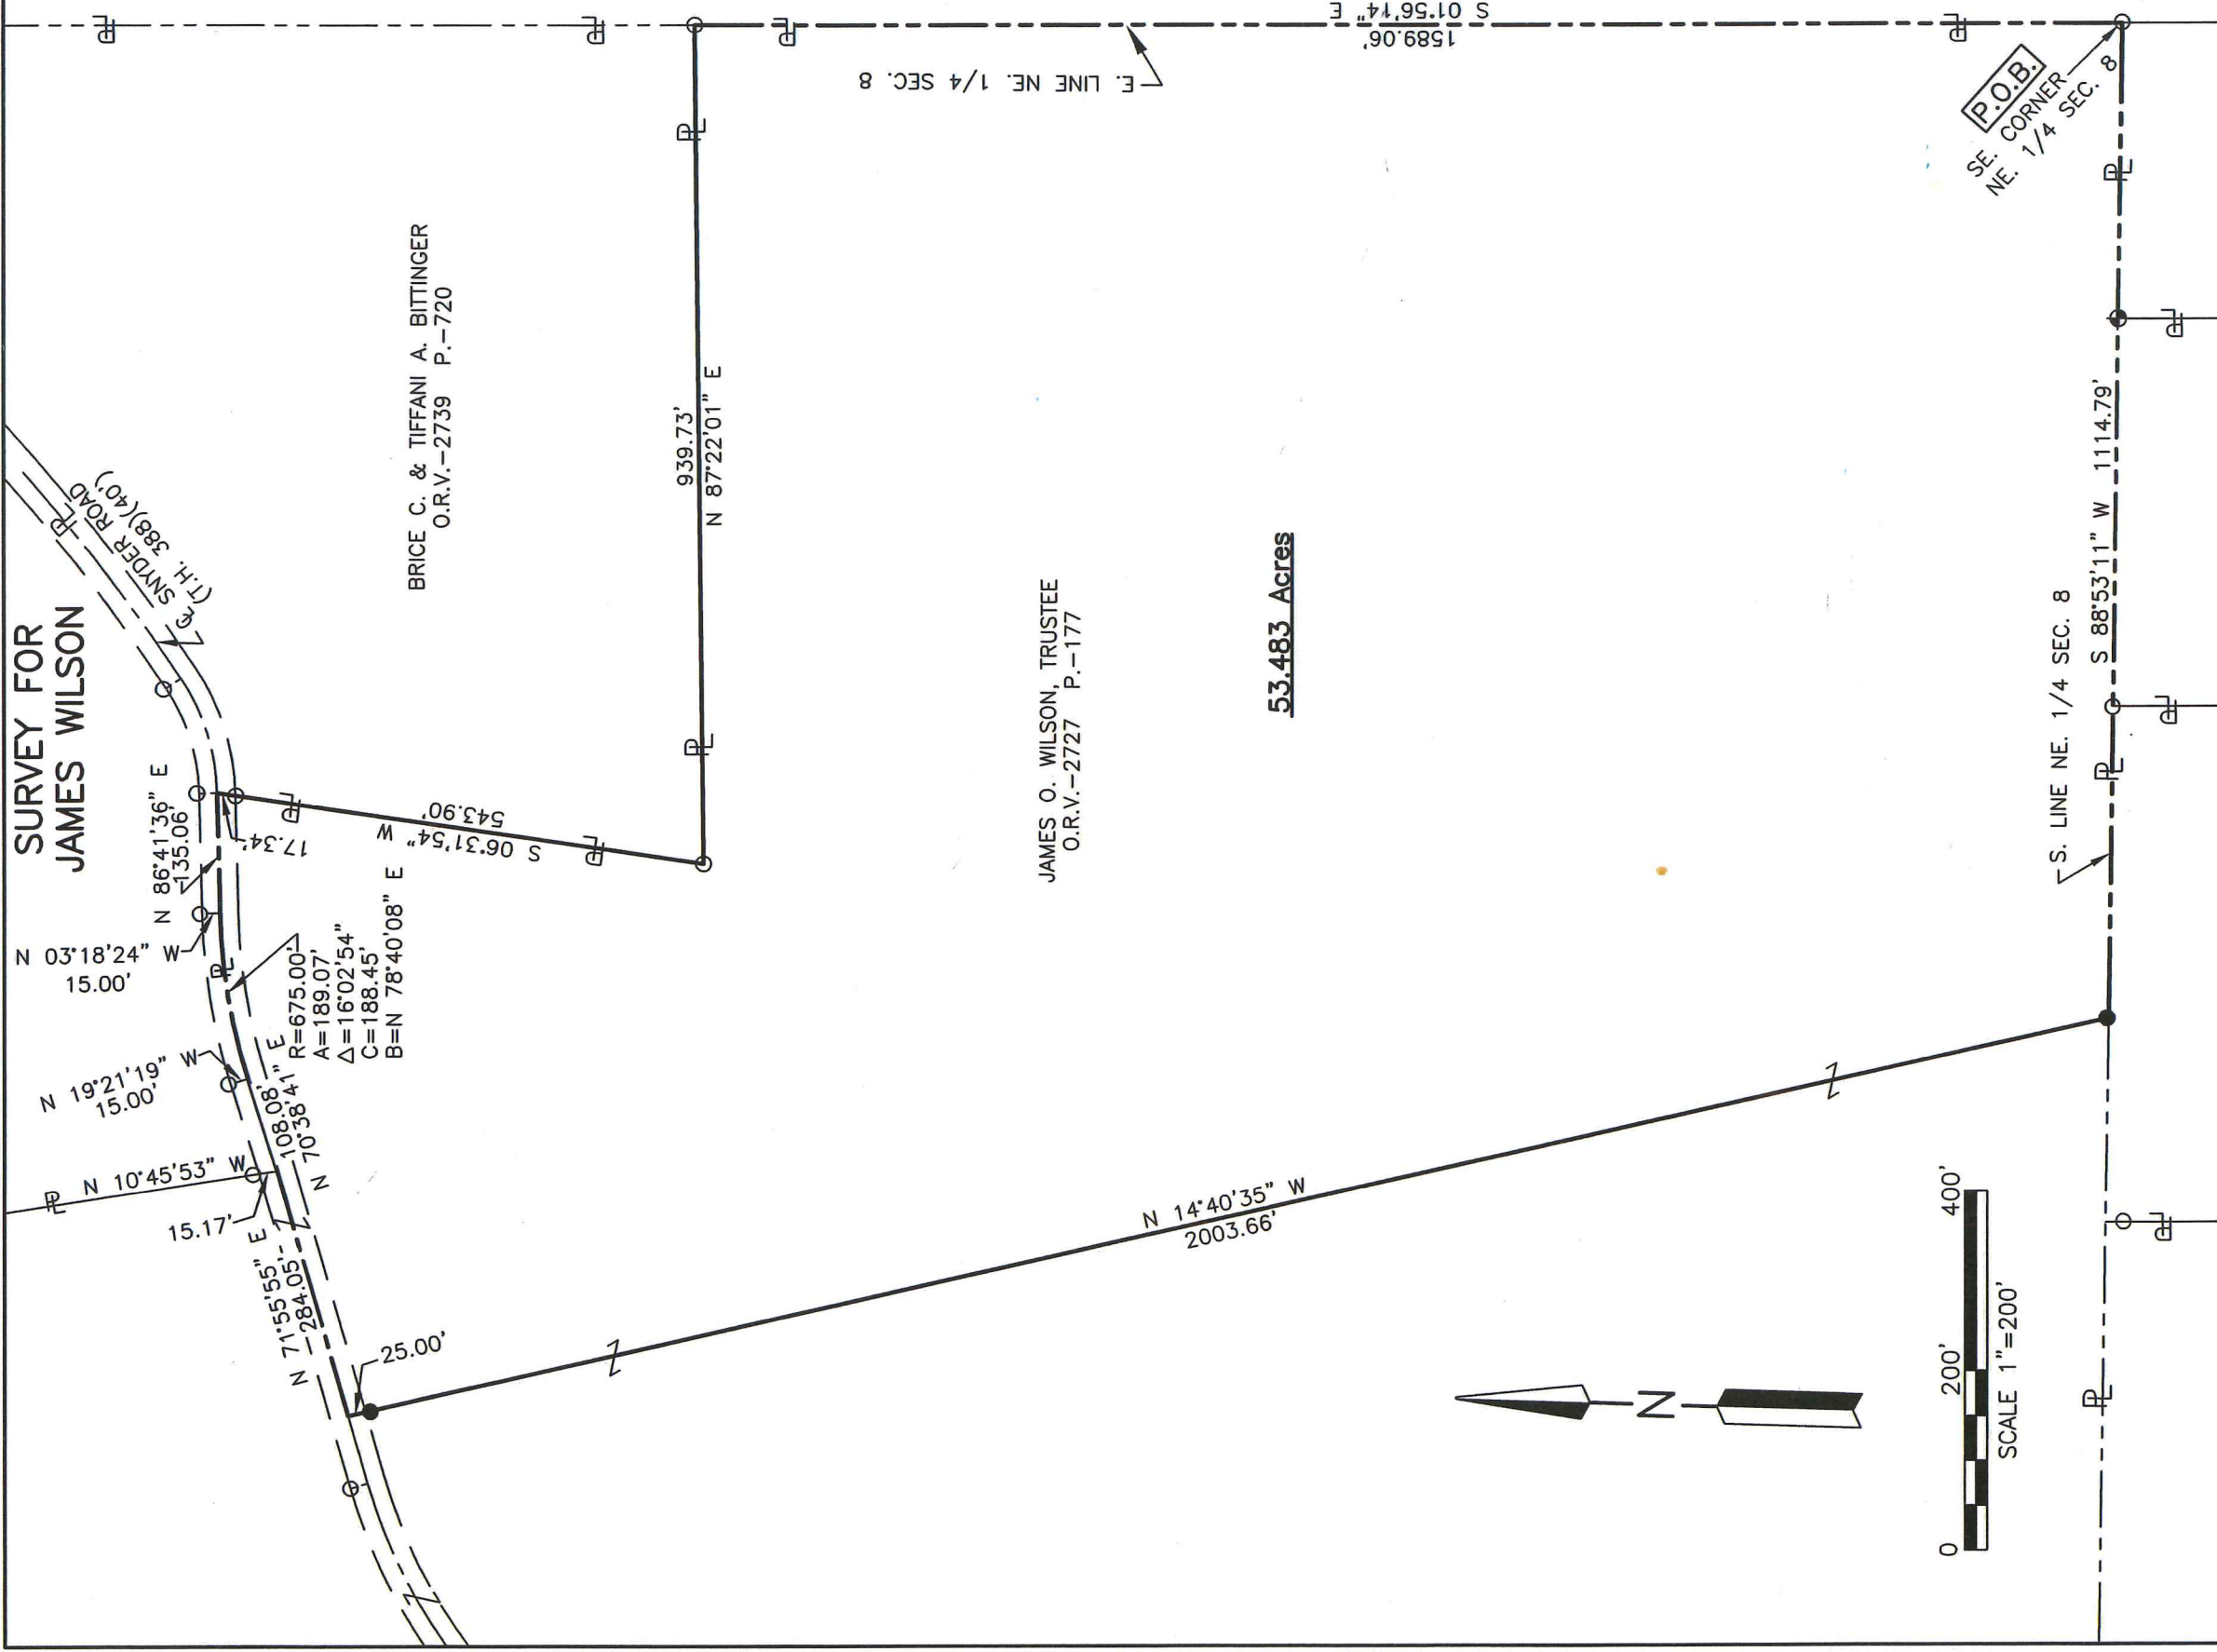 SURVEY FOR
JAMES WILSON
SNYDER ROAD
(T.H. 388)(40')
N 86°41'36" E
135.06'
N 03°18'24" W
15.00'
17.34'
S 06°31'54" W
543.90'
N 19°21'19" W
15.00'
R=675.00'
A=189.07'
Δ=16°02'54"
C=188.45'
B=N 78°40'08" E
108.08'
N 70°38'41" E
N 10°45'53" W
15.17'
N 71°55'55" E
284.05'
25.00'
BRICE C. & TIFFANI A. BITTINGER
O.R.V.-2739 P.-720
939.73'
N 87°22'01" E
E. LINE NE. 1/4 SEC. 8
S 01°56'14" E
1589.06'
JAMES O. WILSON, TRUSTEE
O.R.V.-2727 P.-177
53.483 Acres
N 14°40'35" W
2003.66'
N
P.O.B.
SE. CORNER
NE. 1/4 SEC. 8
S. LINE NE. 1/4 SEC. 8
S 88°53'11" W 1114.79'
0 200' 400'
SCALE 1"=200'